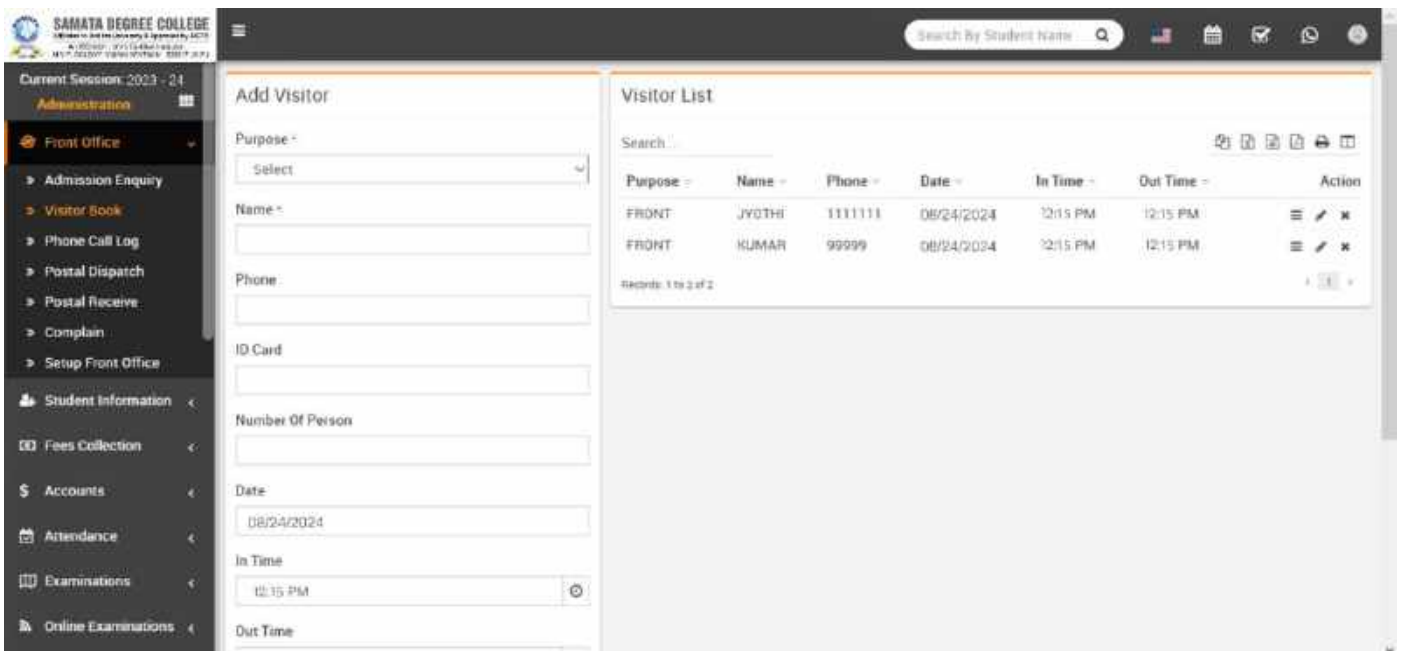 SAMATA DEGREE COLLEGE
Search By Student Name
Current Session: 2023 - 24
Administration
Front Office
Admission Enquiry
Visitor Book
Phone Call Log
Postal Dispatch
Postal Receive
Complain
Setup Front Office
Student Information
Fees Collection
$ Accounts
Attendance
Examinations
Online Examinations
Add Visitor
Purpose *
Select
Name *
Phone
ID Card
Number Of Person
Date
08/24/2024
In Time
12:15 PM
Out Time
Visitor List
Search...
Purpose Name Phone Date In Time Out Time Action
FRONT JYOTHI 1111111 08/24/2024 12:15 PM 12:15 PM
FRONT KUMAR 99999 08/24/2024 12:15 PM 12:15 PM
Records: 1 to 2 of 2
1